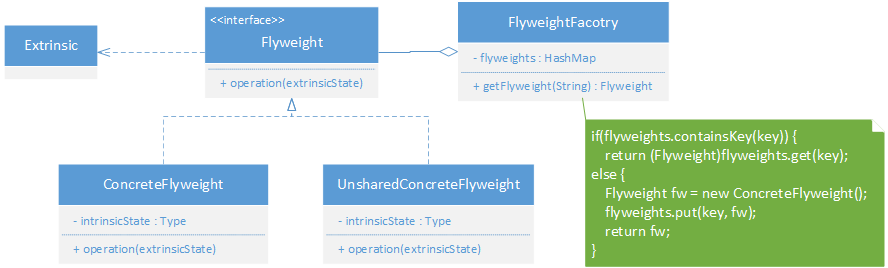 Extrinsic
<<interface>>
Flyweight
+ operation(extrinsicState)
FlyweightFacotry
- flyweights : HashMap
+ getFlyweight(String) : Flyweight
ConcreteFlyweight
- intrinsicState : Type
+ operation(extrinsicState)
UnsharedConcreteFlyweight
- intrinsicState : Type
+ operation(extrinsicState)
if(flyweights.containsKey(key)) {
return (Flyweight)flyweights.get(key);
else {
Flyweight fw = new ConcreteFlyweight();
flyweights.put(key, fw);
return fw;
}